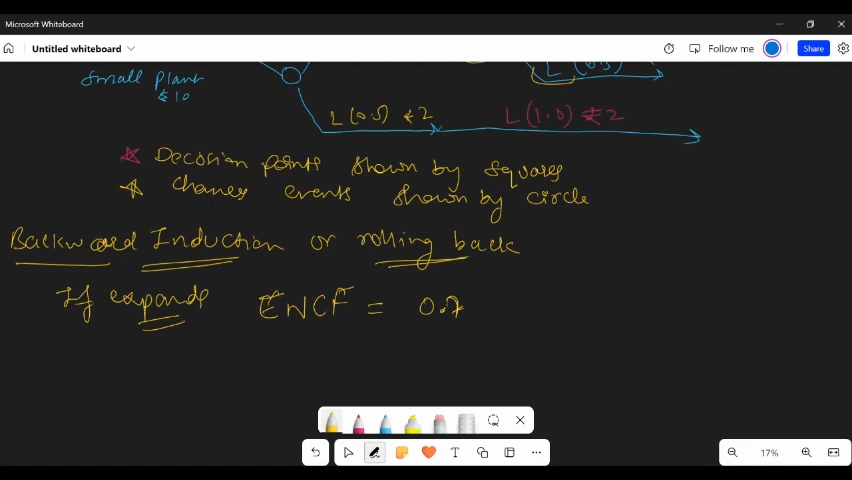 Microsoft Whiteboard
Untitled whiteboard
Follow me
Share
L (0.5)
Small Plant
₹ 10
L (0.5) ₹ 2
L (1.0) ₹ 2
Decision points shown by squares
Chances events shown by circle
Backward Induction or rolling back
If expands ENCF = 0.7
17%